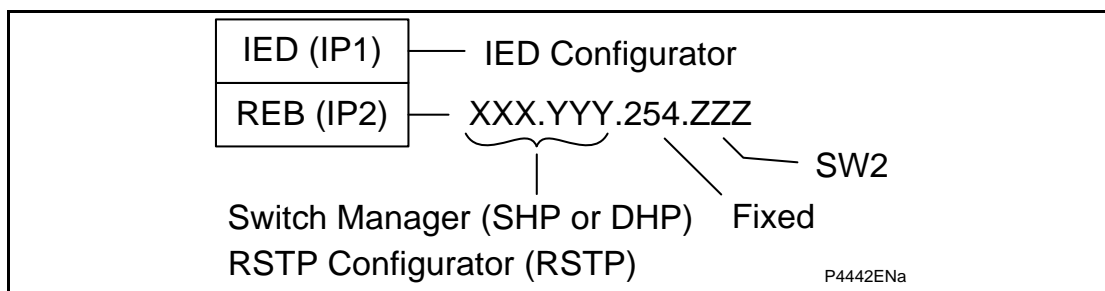 IED (IP1) IED Configurator
REB (IP2) XXX.YYY.254.ZZZ
SW2
Switch Manager (SHP or DHP) Fixed
RSTP Configurator (RSTP)
P4442ENa